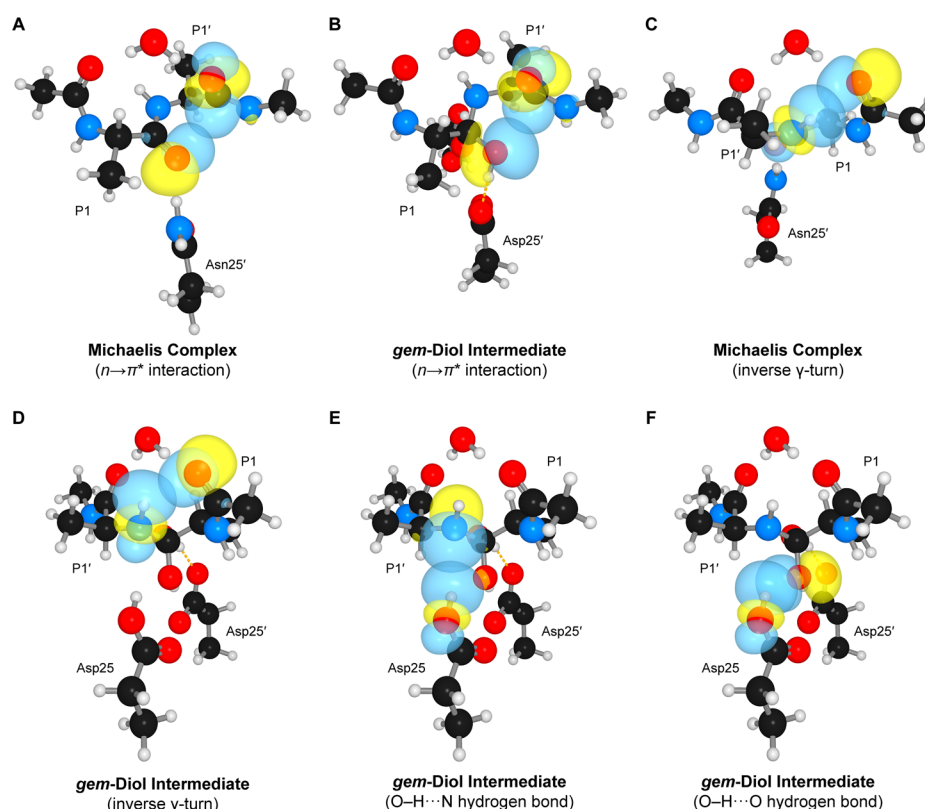 A
P1′
P1
Asn25′
Michaelis Complex
(n→π* interaction)
B
P1′
P1
Asp25′
gem-Diol Intermediate
(n→π* interaction)
C
P1′
P1
Asn25′
Michaelis Complex
(inverse γ-turn)
D
P1
P1′
Asp25′
Asp25
gem-Diol Intermediate
(inverse γ-turn)
E
P1
P1′
Asp25′
Asp25
gem-Diol Intermediate
(O–H···N hydrogen bond)
F
P1
P1′
Asp25′
Asp25
gem-Diol Intermediate
(O–H···O hydrogen bond)